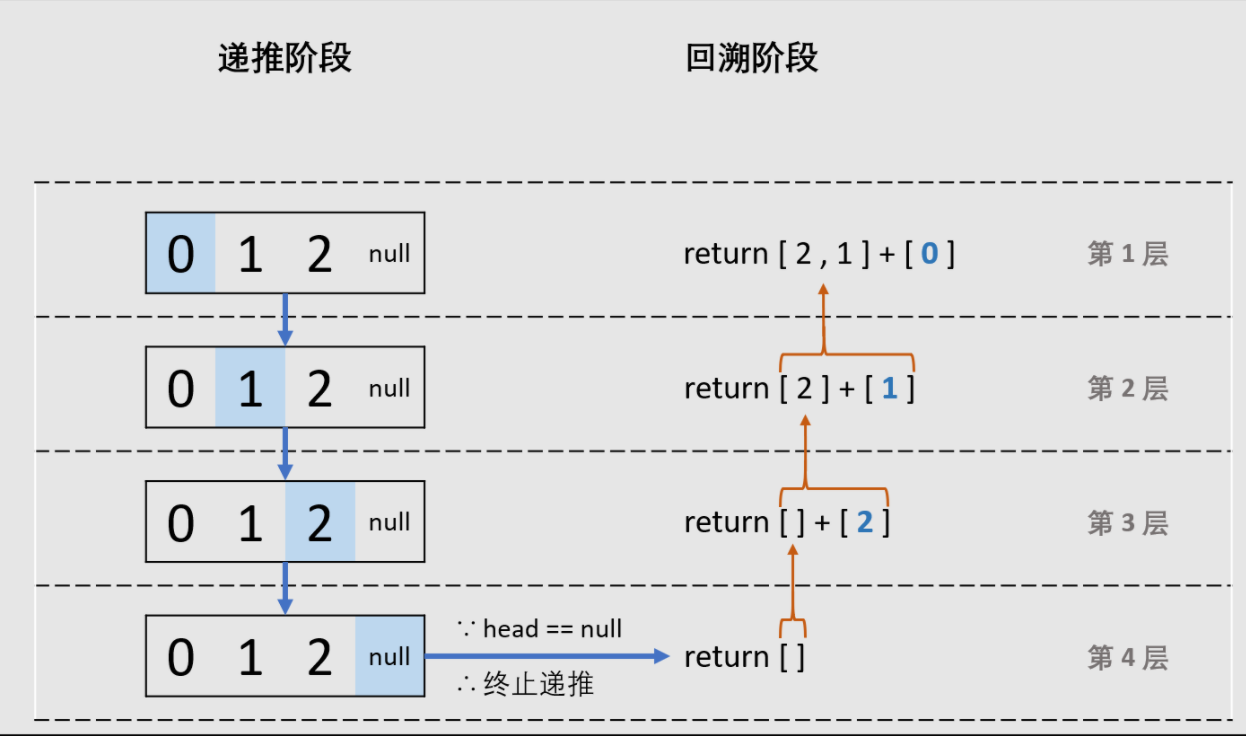 递推阶段 回溯阶段
0 1 2 null return [ 2 , 1 ] + [ 0 ] 第 1 层
0 1 2 null return [ 2 ] + [ 1 ] 第 2 层
0 1 2 null return [ ] + [ 2 ] 第 3 层
∵ head == null
0 1 2 null return [ ] 第 4 层
∴ 终止递推